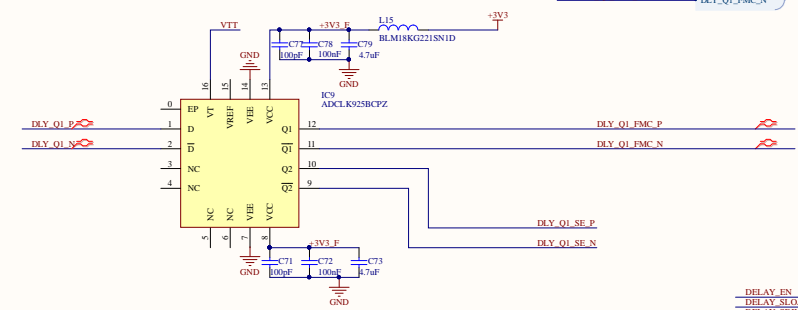 DLY_Q1_FMC_N
VTT
+3V3_F
L15
BLM18KG221SN1D
+3V3
C77
100pF
C78
100nF
C79
4.7uF
GND
GND
IC9
ADCLK925BCPZ
16
15
14
13
VT
VREF
VEE
VCC
0
EP
DLY_Q1_P
1
D
Q1
12
DLY_Q1_FMC_P
DLY_Q1_N
2
D
Q1
11
DLY_Q1_FMC_N
3
NC
Q2
10
4
NC
Q2
9
NC
NC
VEE
VCC
5
6
7
8
DLY_Q1_SE_P
DLY_Q1_SE_N
+3V3_F
GND
C71
100pF
C72
100nF
C73
4.7uF
GND
DELAY_EN